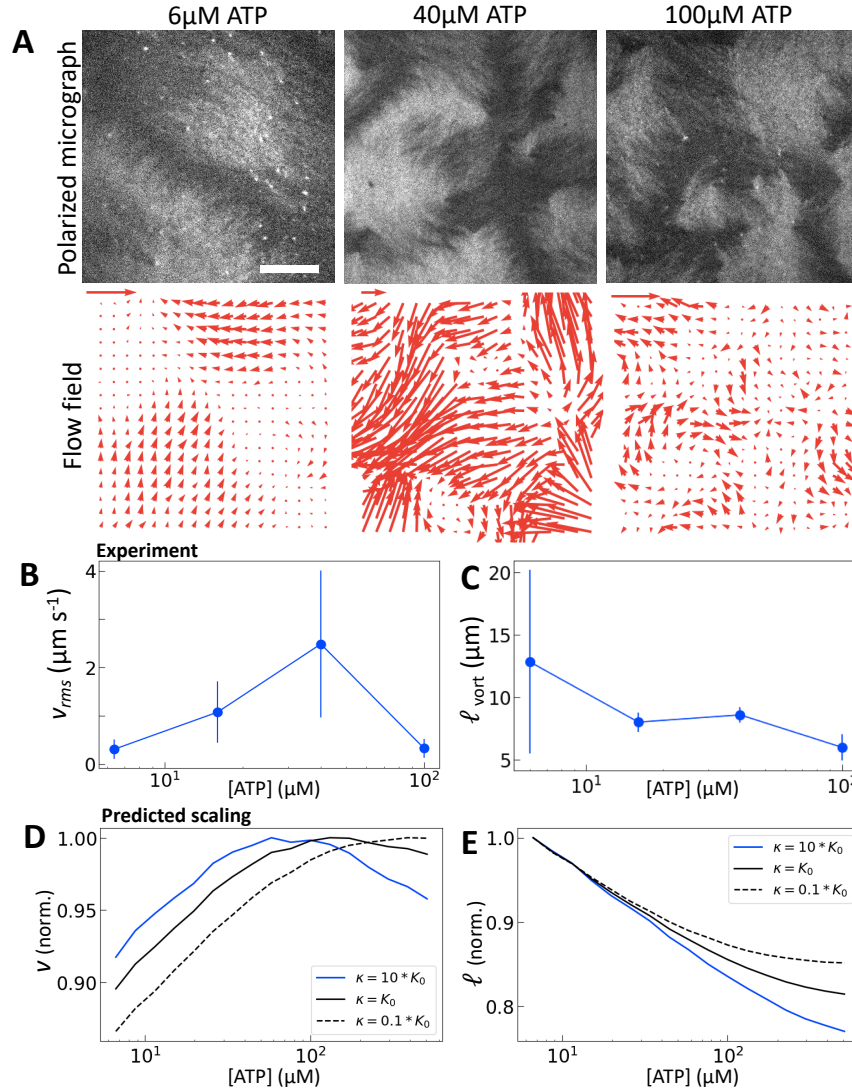 6μM ATP 40μM ATP 100μM ATP
A
Polarized micrograph
Flow field
Experiment
B
v_rms (μm s⁻¹)
4
2
0
10¹ 10²
[ATP] (μM)
C
ℓ_vort (μm)
20
15
10
5
10¹ 10²
[ATP] (μM)
Predicted scaling
D
v (norm.)
1.00
0.95
0.90
κ = 10 * K₀
κ = K₀
κ = 0.1 * K₀
10¹ 10²
[ATP] (μM)
E
ℓ (norm.)
1.0
0.9
0.8
κ = 10 * K₀
κ = K₀
κ = 0.1 * K₀
10¹ 10²
[ATP] (μM)